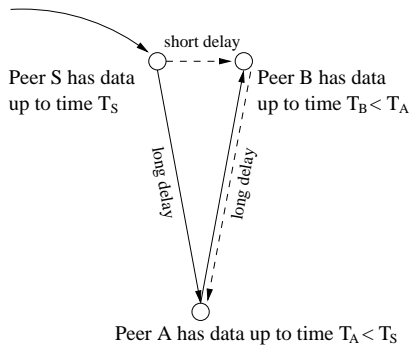 short delay
Peer S has data
up to time T_S
Peer B has data
up to time T_B < T_A
long delay
long delay
Peer A has data up to time T_A < T_S